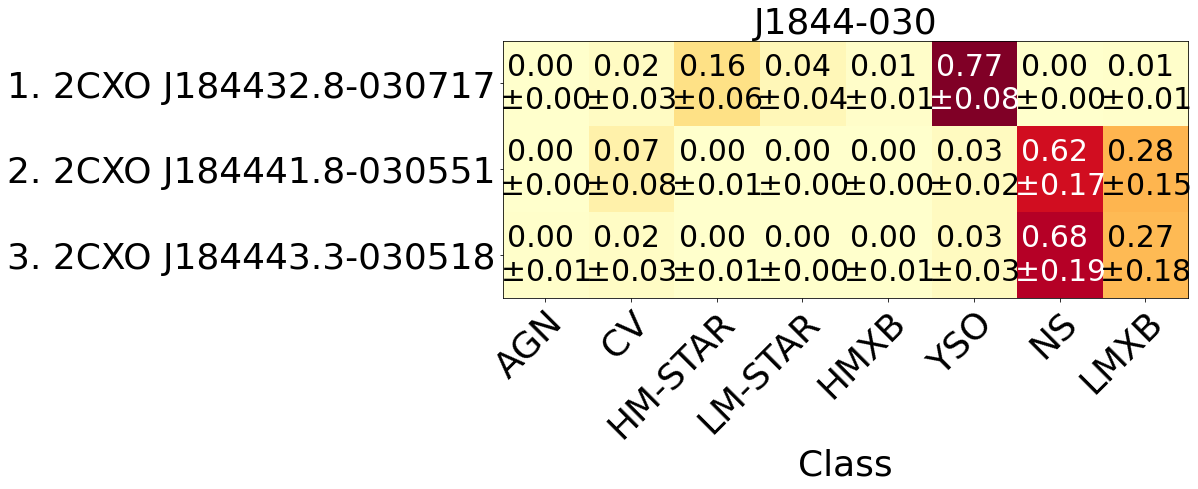 J1844-030
1. 2CXO J184432.8-030717
0.00 0.02 0.16 0.04 0.01 0.77 0.00 0.01
±0.00 ±0.03 ±0.06 ±0.04 ±0.01 ±0.08 ±0.00 ±0.01
2. 2CXO J184441.8-030551
0.00 0.07 0.00 0.00 0.00 0.03 0.62 0.28
±0.00 ±0.08 ±0.01 ±0.00 ±0.00 ±0.02 ±0.17 ±0.15
3. 2CXO J184443.3-030518
0.00 0.02 0.00 0.00 0.00 0.03 0.68 0.27
±0.01 ±0.03 ±0.01 ±0.00 ±0.01 ±0.03 ±0.19 ±0.18
AGN CV HM-STAR LM-STAR HMXB YSO NS LMXB
Class